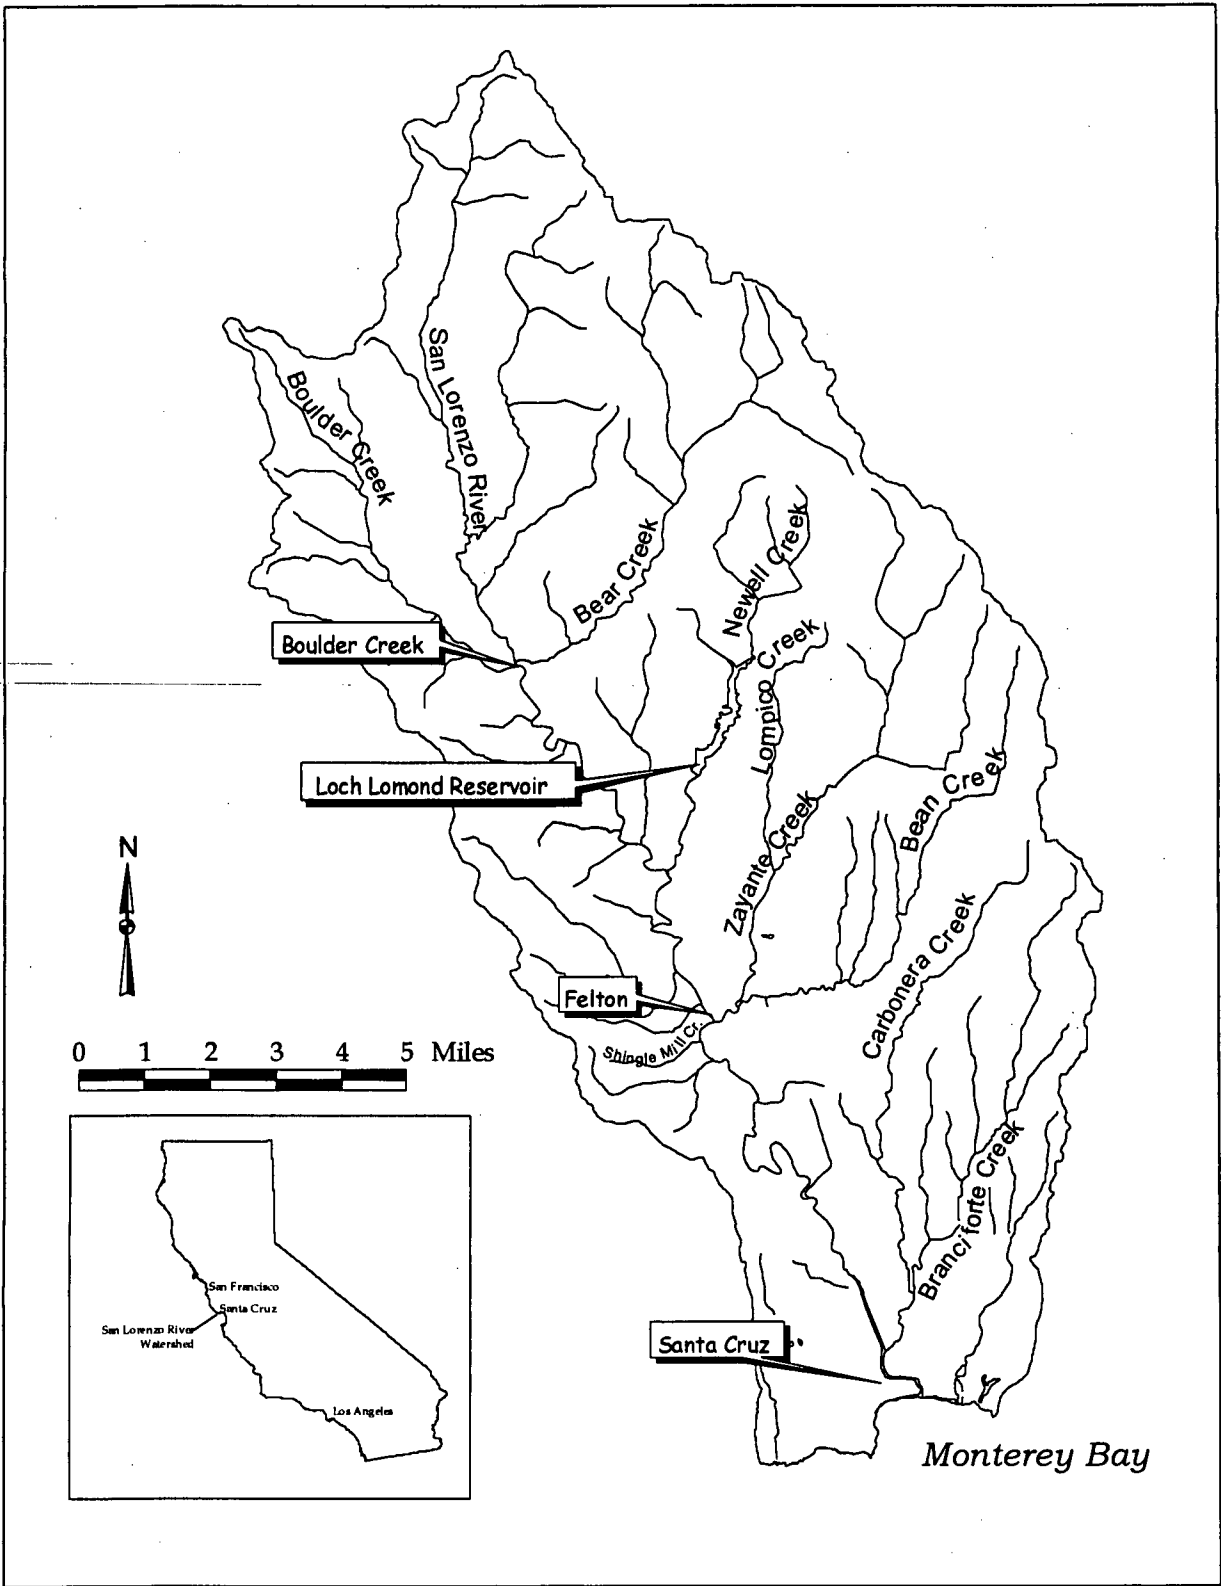 San Lorenzo River
Boulder Creek
Bear Creek
Newell Creek
Lompico Creek
Boulder Creek
Loch Lomond Reservoir
Zayante Creek
Bean Creek
N
Carbonera Creek
Felton
Shingle Mill Cr.
0 1 2 3 4 5 Miles
Branciforte Creek
San Francisco
Santa Cruz
San Lorenzo River
Watershed
Los Angeles
Santa Cruz
Monterey Bay